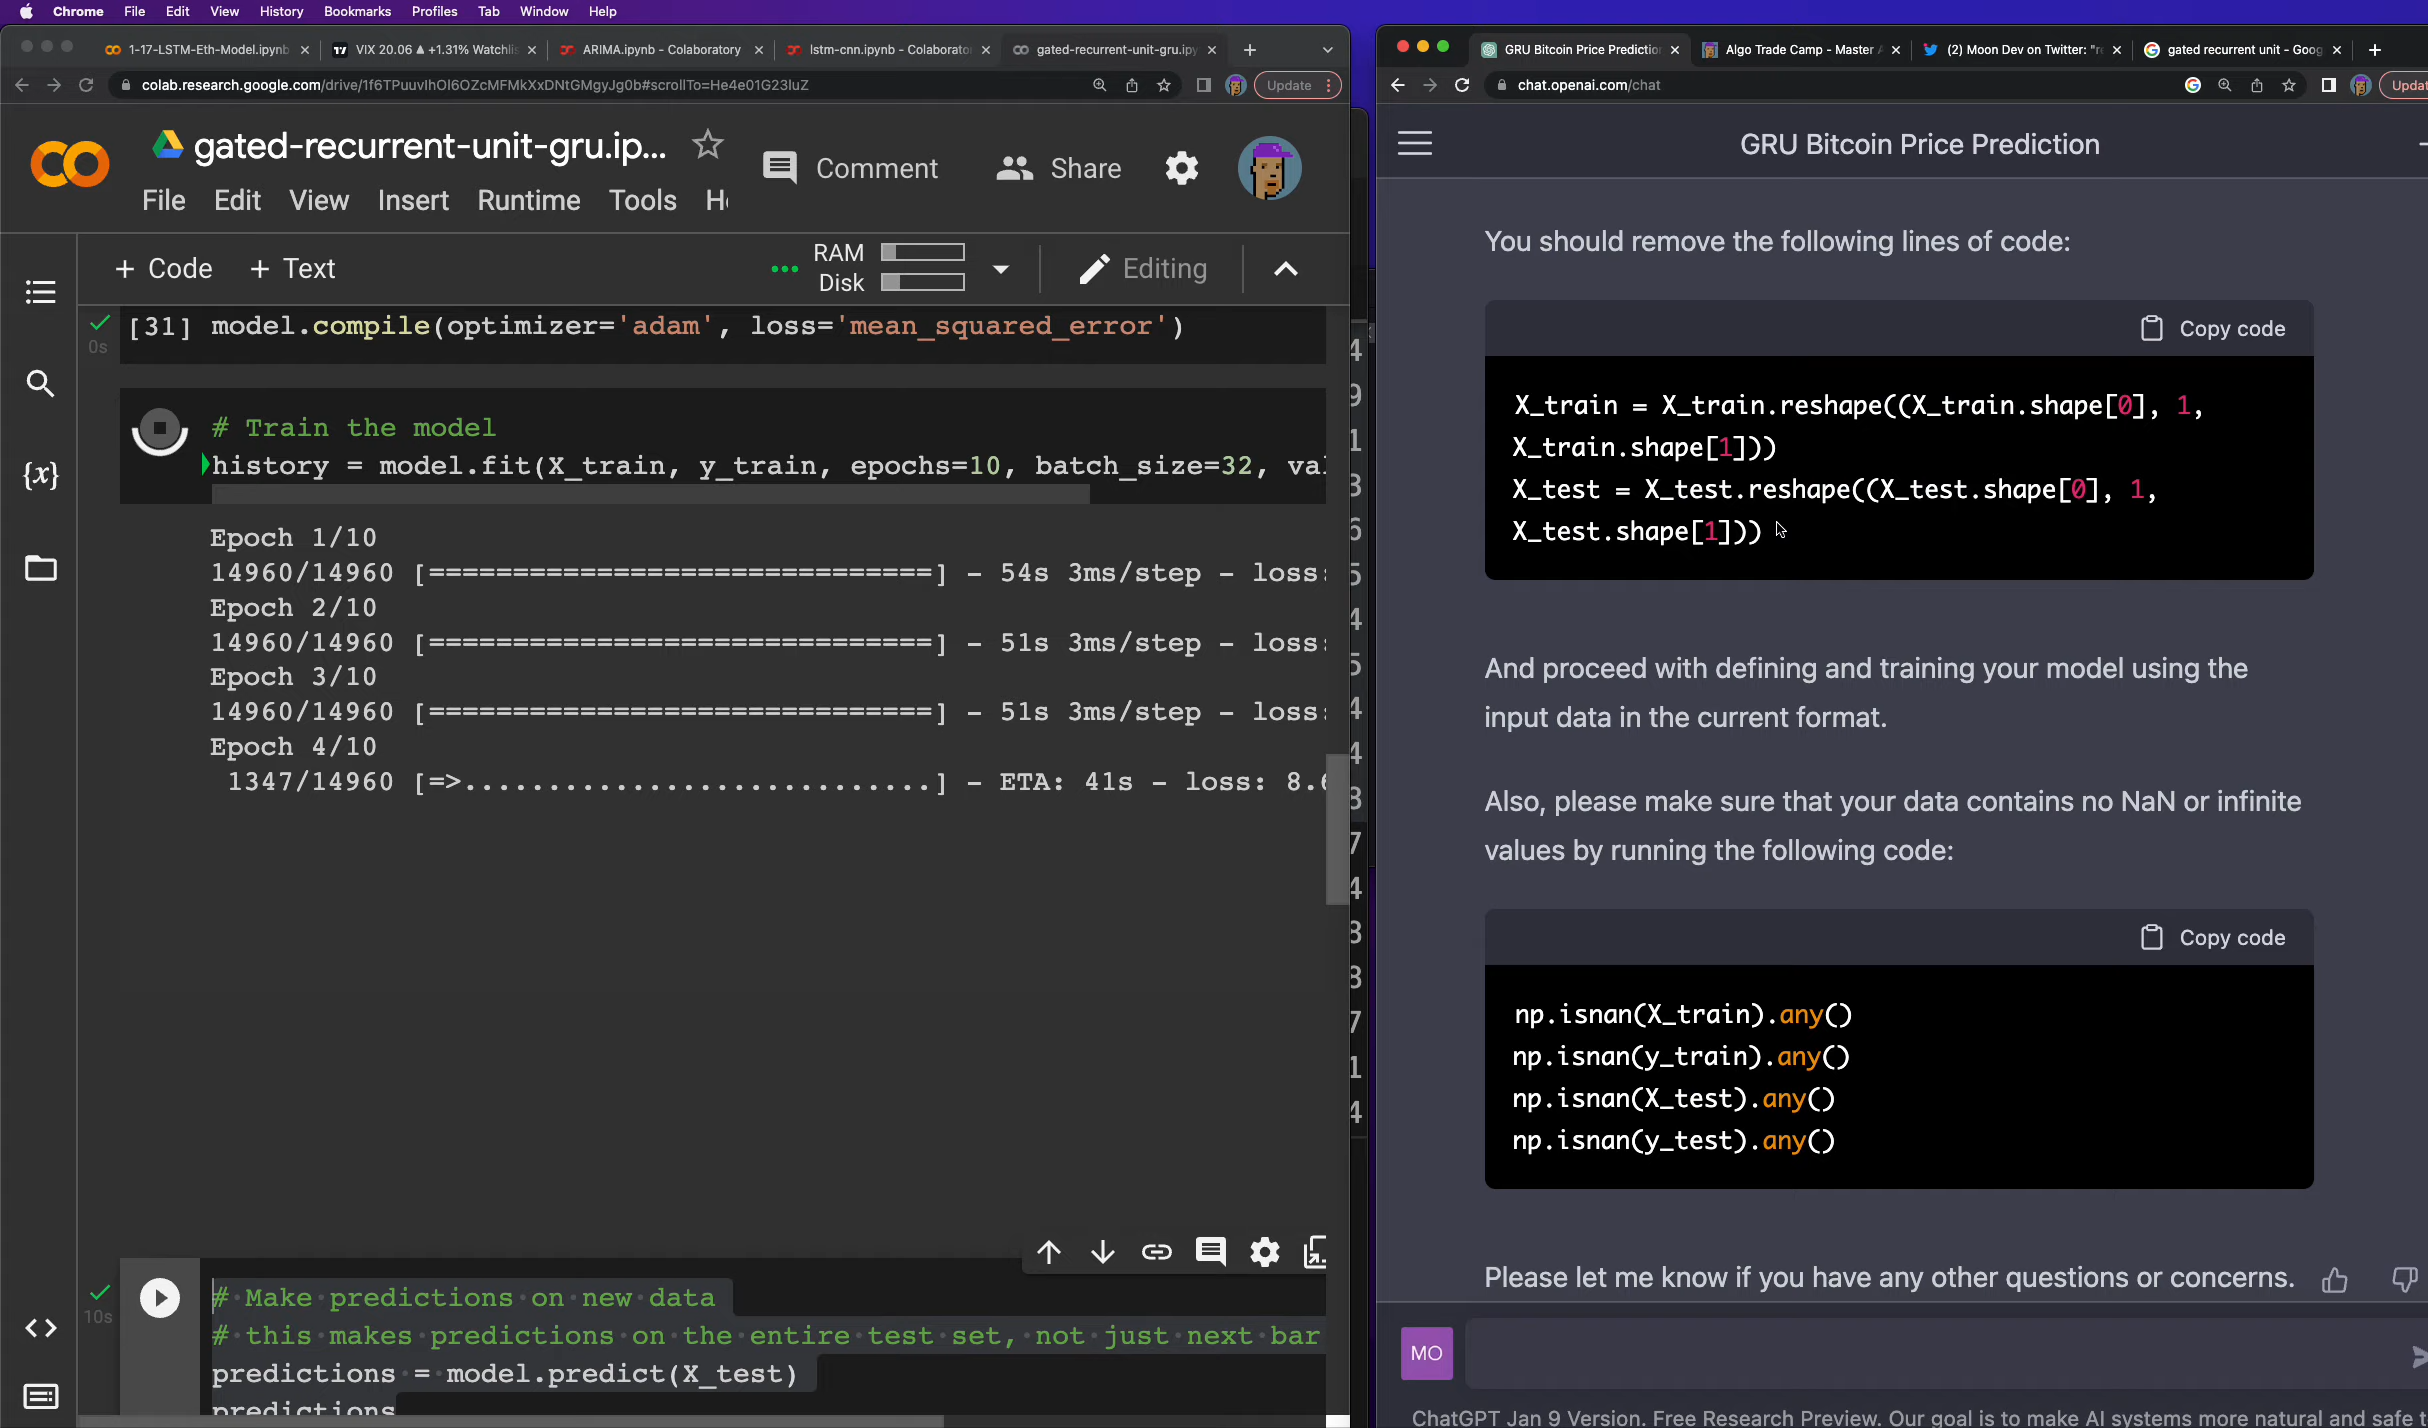 Chrome File Edit View History Bookmarks Profiles Tab Window Help
1-17-LSTM-Eth-Model.ipynb
VIX 20.06 ▲ +1.31% Watchlis
ARIMA.ipynb - Colaboratory
lstm-cnn.ipynb - Colaborato
gated-recurrent-unit-gru.ipy
colab.research.google.com/drive/1f6TPuuvIhOl6OZcMFMkXxDNtGMgyJg0b#scrollTo=He4e01G23luZ
Update
gated-recurrent-unit-gru.ip...
Comment
Share
File Edit View Insert Runtime Tools
+ Code + Text
RAM
Disk
Editing
[31] model.compile(optimizer='adam', loss='mean_squared_error')
0s
# Train the model
history = model.fit(X_train, y_train, epochs=10, batch_size=32, val
Epoch 1/10
14960/14960 [==============================] - 54s 3ms/step - loss:
Epoch 2/10
14960/14960 [==============================] - 51s 3ms/step - loss:
Epoch 3/10
14960/14960 [==============================] - 51s 3ms/step - loss:
Epoch 4/10
1347/14960 [=>............................] - ETA: 41s - loss: 8.6
10s
# Make predictions on new data
# this makes predictions on the entire test set, not just next bar
predictions = model.predict(X_test)
predictions
GRU Bitcoin Price Predictio
Algo Trade Camp - Master A
(2) Moon Dev on Twitter: "r
gated recurrent unit - Goog
chat.openai.com/chat
Updat
GRU Bitcoin Price Prediction
You should remove the following lines of code:
Copy code
X_train = X_train.reshape((X_train.shape[0], 1,
X_train.shape[1]))
X_test = X_test.reshape((X_test.shape[0], 1,
X_test.shape[1]))
And proceed with defining and training your model using the
input data in the current format.
Also, please make sure that your data contains no NaN or infinite
values by running the following code:
Copy code
np.isnan(X_train).any()
np.isnan(y_train).any()
np.isnan(X_test).any()
np.isnan(y_test).any()
Please let me know if you have any other questions or concerns.
MO
ChatGPT Jan 9 Version. Free Research Preview. Our goal is to make AI systems more natural and safe t